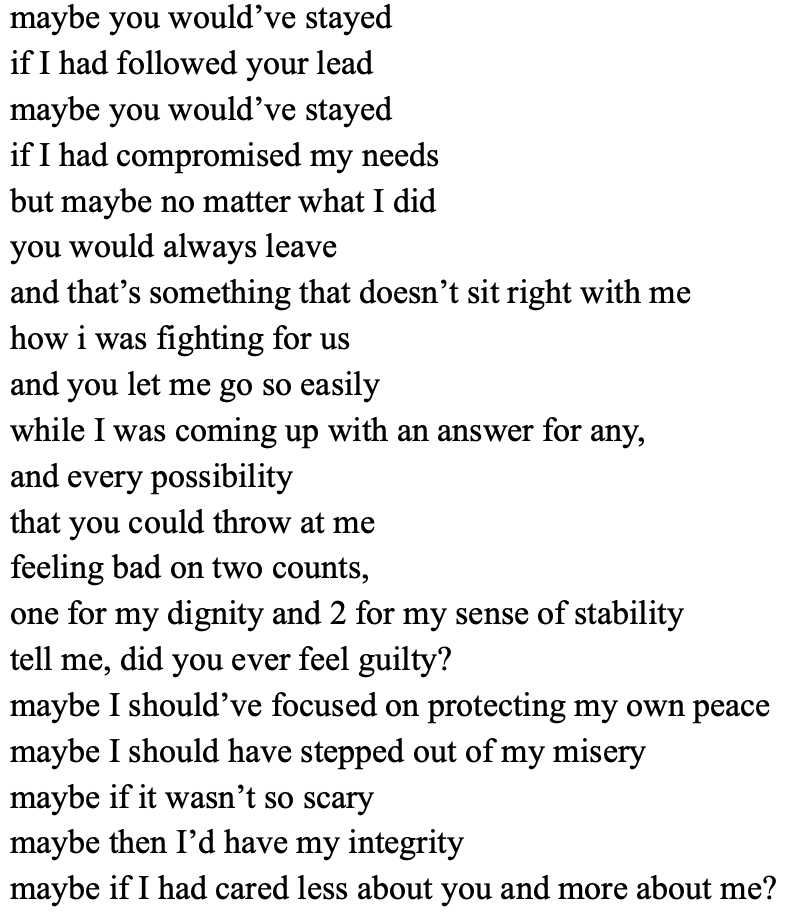 maybe you would’ve stayed
if I had followed your lead
maybe you would’ve stayed
if I had compromised my needs
but maybe no matter what I did
you would always leave
and that’s something that doesn’t sit right with me
how i was fighting for us
and you let me go so easily
while I was coming up with an answer for any,
and every possibility
that you could throw at me
feeling bad on two counts,
one for my dignity and 2 for my sense of stability
tell me, did you ever feel guilty?
maybe I should’ve focused on protecting my own peace
maybe I should have stepped out of my misery
maybe if it wasn’t so scary
maybe then I’d have my integrity
maybe if I had cared less about you and more about me?